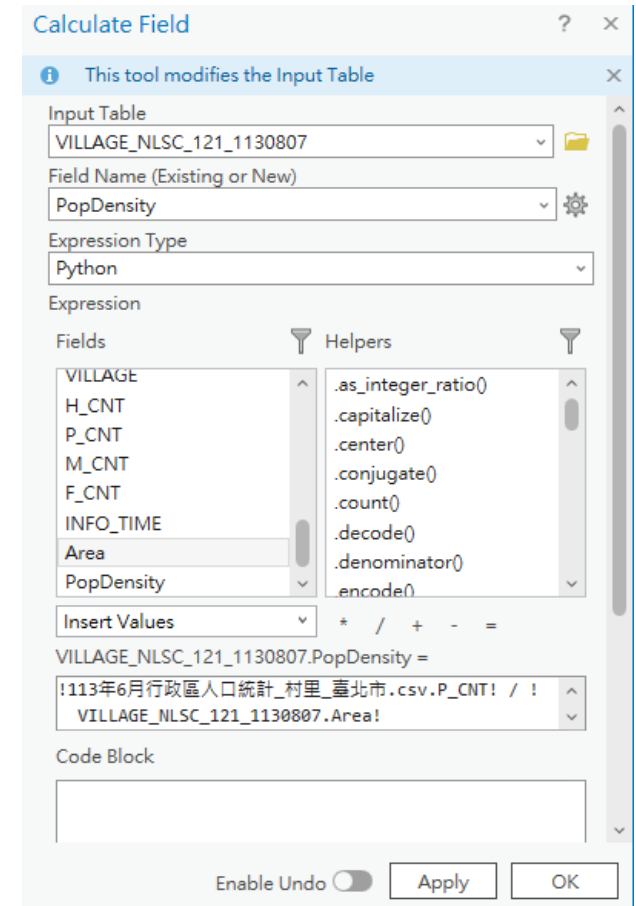 Calculate Field ? ×
This tool modifies the Input Table ×
Input Table
VILLAGE_NLSC_121_1130807
Field Name (Existing or New)
PopDensity
Expression Type
Python
Expression
Fields Helpers
VILLAGE .as_integer_ratio()
H_CNT .capitalize()
P_CNT .center()
M_CNT .conjugate()
F_CNT .count()
INFO_TIME .decode()
Area .denominator()
PopDensity .encode()
Insert Values * / + - =
VILLAGE_NLSC_121_1130807.PopDensity =
!113年6月行政區人口統計_村里_臺北市.csv.P_CNT! / !
VILLAGE_NLSC_121_1130807.Area!
Code Block
Enable Undo Apply OK